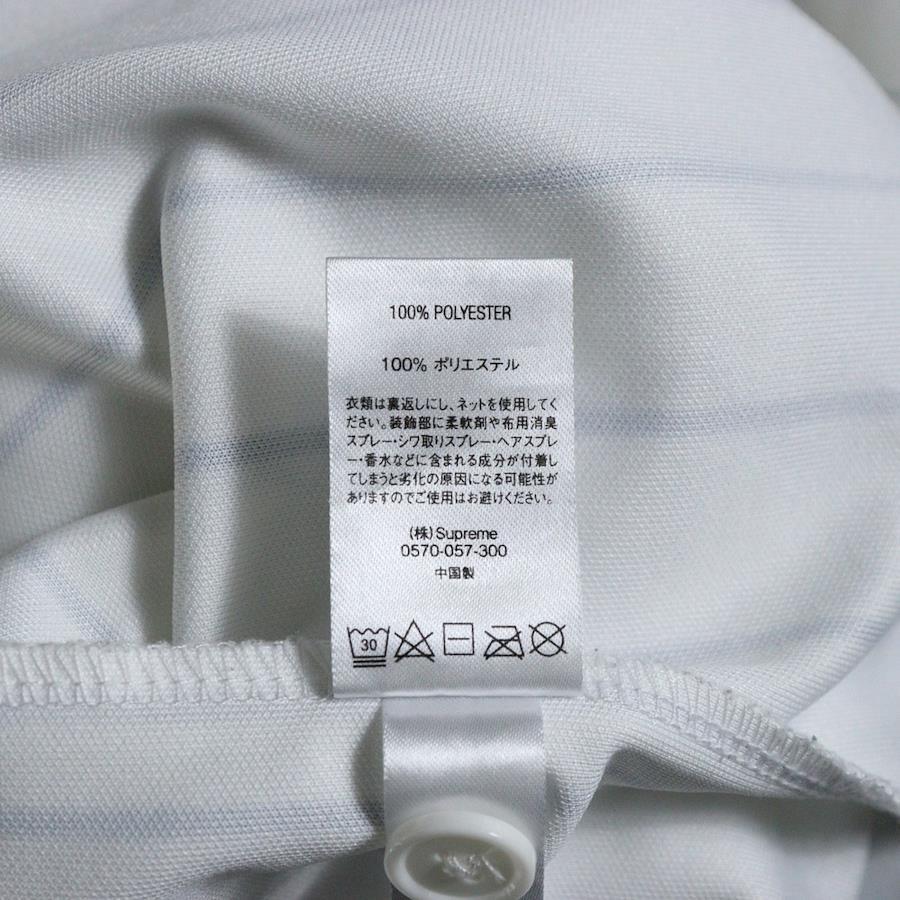 100% POLYESTER
100% ポリエステル
衣類は裏返しにし、ネットを使用してく
ださい。装飾部に柔軟剤や布用消臭
スプレー・シワ取りスプレー・ヘアスプレ
ー・香水などに含まれる成分が付着し
てしまうと劣化の原因になる可能性が
ありますのでご使用はお避けください。
(株)Supreme
0570-057-300
中国製
30